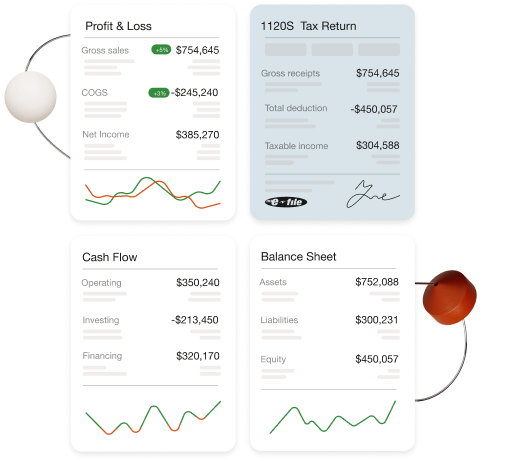 Profit & Loss
Gross sales +5% $754,645
COGS +3% -$245,240
Net Income $385,270
1120S Tax Return
Gross receipts $754,645
Total deduction -$450,057
Taxable income $304,588
e-file
Cash Flow
Operating $350,240
Investing -$213,450
Financing $320,170
Balance Sheet
Assets $752,088
Liabilities $300,231
Equity $450,057